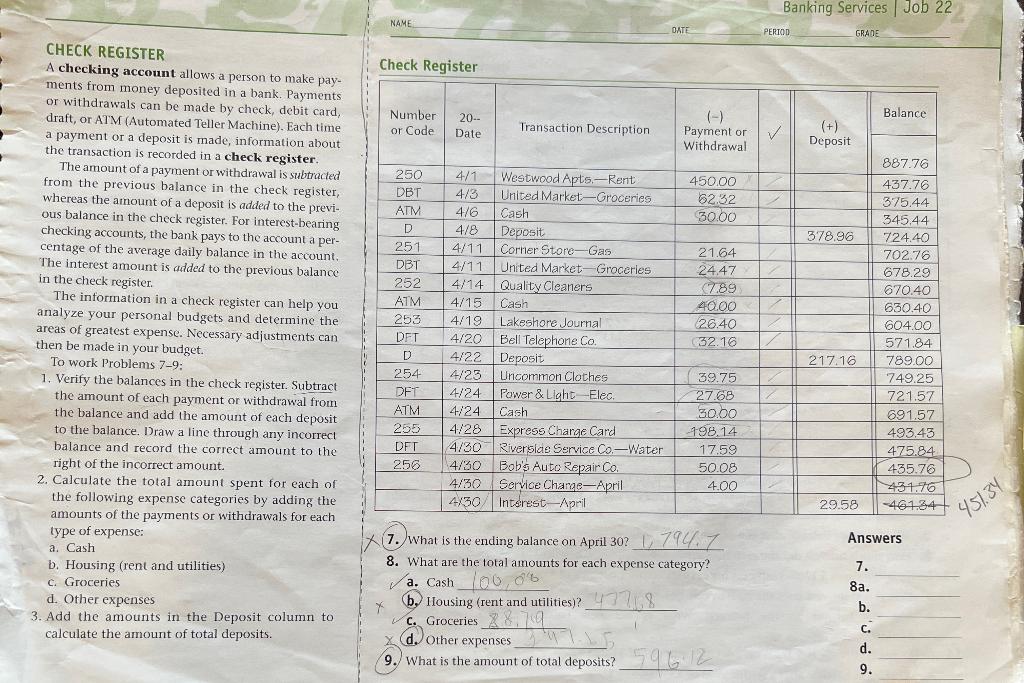 Banking Services | Job 22
NAME
DATE
PERIOD
GRADE
CHECK REGISTER
A checking account allows a person to make pay-
ments from money deposited in a bank. Payments
or withdrawals can be made by check, debit card,
draft, or ATM (Automated Teller Machine). Each time
a payment or a deposit is made, information about
the transaction is recorded in a check register.
The amount of a payment or withdrawal is subtracted
from the previous balance in the check register,
whereas the amount of a deposit is added to the previ-
ous balance in the check register. For interest-bearing
checking accounts, the bank pays to the account a per-
centage of the average daily balance in the account.
The interest amount is added to the previous balance
in the check register.
The information in a check register can help you
analyze your personal budgets and determine the
areas of greatest expense. Necessary adjustments can
then be made in your budget.
To work Problems 7–9:
1. Verify the balances in the check register. Subtract
the amount of each payment or withdrawal from
the balance and add the amount of each deposit
to the balance. Draw a line through any incorrect
balance and record the correct amount to the
right of the incorrect amount.
2. Calculate the total amount spent for each of
the following expense categories by adding the
amounts of the payments or withdrawals for each
type of expense:
a. Cash
b. Housing (rent and utilities)
c. Groceries
d. Other expenses
3. Add the amounts in the Deposit column to
calculate the amount of total deposits.
Check Register
Number or Code 20-- Date Transaction Description (–) Payment or Withdrawal ✓ (+) Deposit Balance
887.76
250 4/1 Westwood Apts.—Rent 450.00 437.76
DBT 4/3 United Market—Groceries 62.32 375.44
ATM 4/6 Cash 30.00 345.44
D 4/8 Deposit 378.96 724.40
251 4/11 Corner Store—Gas 21.64 702.76
DBT 4/11 United Market—Groceries 24.47 678.29
252 4/14 Quality Cleaners 7.89 670.40
ATM 4/15 Cash 40.00 630.40
253 4/19 Lakeshore Journal 26.40 604.00
DFT 4/20 Bell Telephone Co. 32.16 571.84
D 4/22 Deposit 217.16 789.00
254 4/23 Uncommon Clothes 39.75 749.25
DFT 4/24 Power & Light—Elec. 27.68 721.57
ATM 4/24 Cash 30.00 691.57
255 4/28 Express Charge Card 198.14 493.43
DFT 4/30 Riverside Service Co.—Water 17.59 475.84
256 4/30 Bob's Auto Repair Co. 50.08 435.76
4/30 Service Charge—April 4.00 431.76
4/30 Interest—April 29.58 461.34 451.34
7. What is the ending balance on April 30? 1,794.7
8. What are the total amounts for each expense category?
a. Cash 100.00
b. Housing (rent and utilities)?
c. Groceries 88.79
d. Other expenses
9. What is the amount of total deposits? 596.12
Answers
7.
8a.
b.
c.
d.
9.